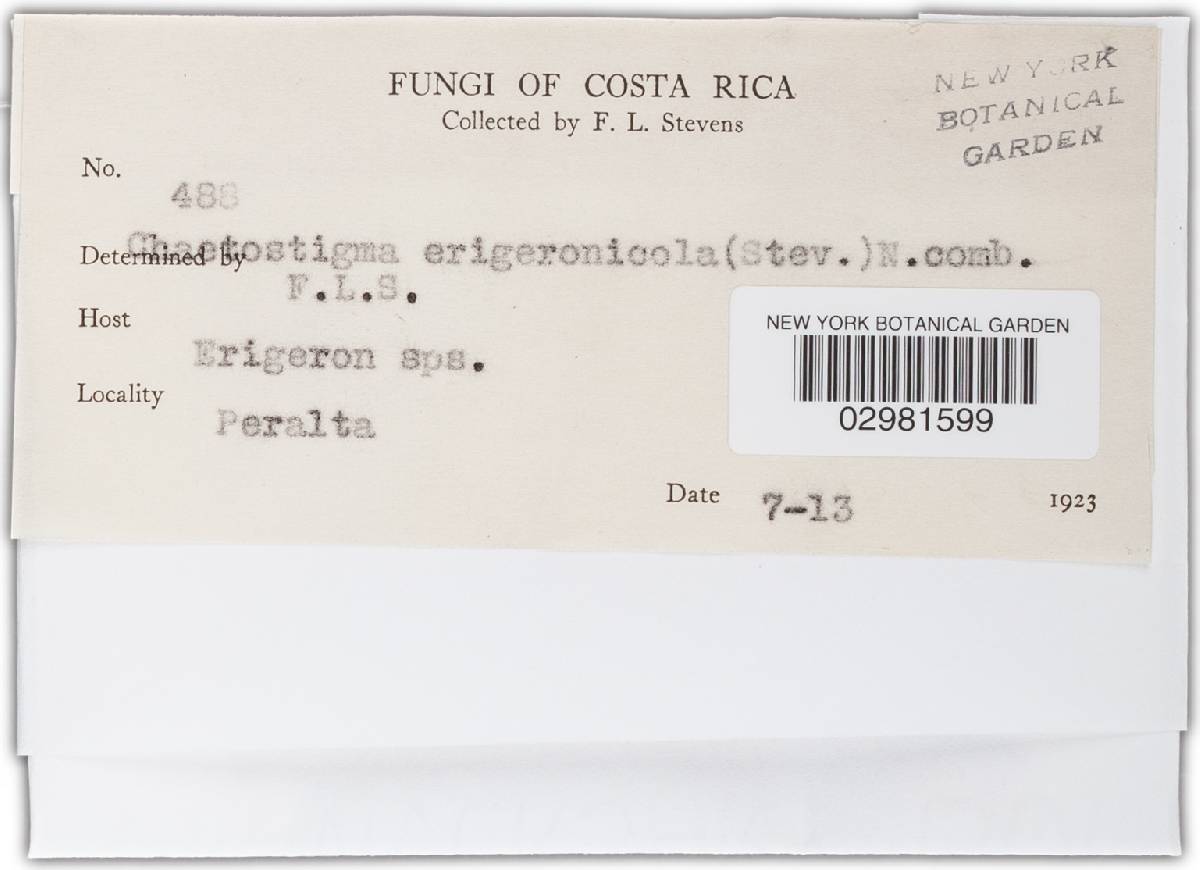 FUNGI OF COSTA RICA
Collected by F. L. Stevens
NEW YORK
BOTANICAL
GARDEN
No.
488
Chaetostigma erigeronicola(Stev.)N.comb.
Determined by
F.L.S.
Host
Erigeron sps.
Locality
Peralta
NEW YORK BOTANICAL GARDEN
02981599
Date 7-13 1923